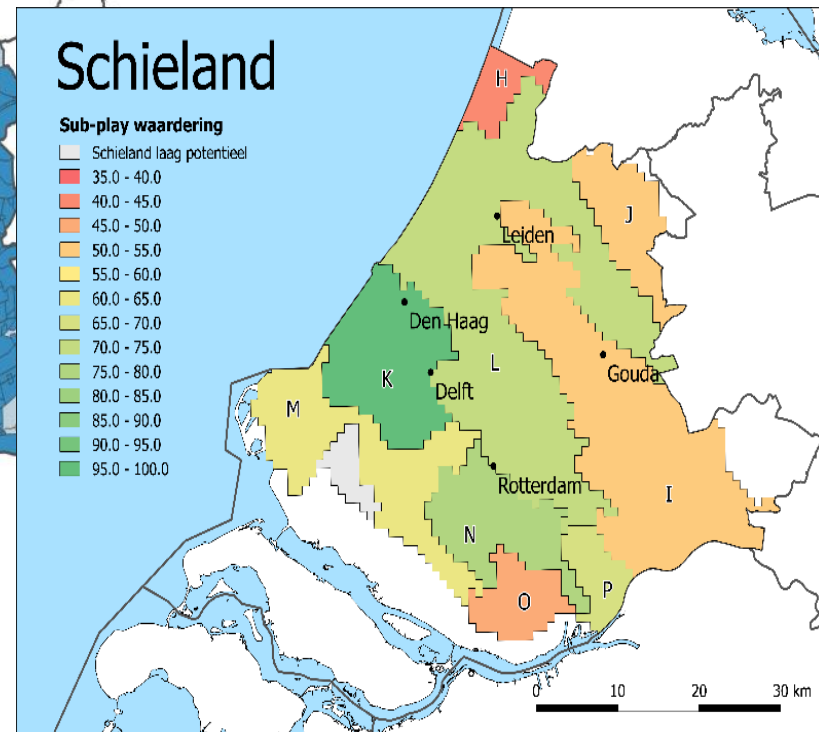 Schieland
Sub-play waardering
Schieland laag potentieel
35.0 - 40.0
40.0 - 45.0
45.0 - 50.0
50.0 - 55.0
55.0 - 60.0
60.0 - 65.0
65.0 - 70.0
70.0 - 75.0
75.0 - 80.0
80.0 - 85.0
85.0 - 90.0
90.0 - 95.0
95.0 - 100.0
H
J
Leiden
Den Haag
L
Gouda
K
Delft
M
Rotterdam
I
N
P
O
0 10 20 30 km